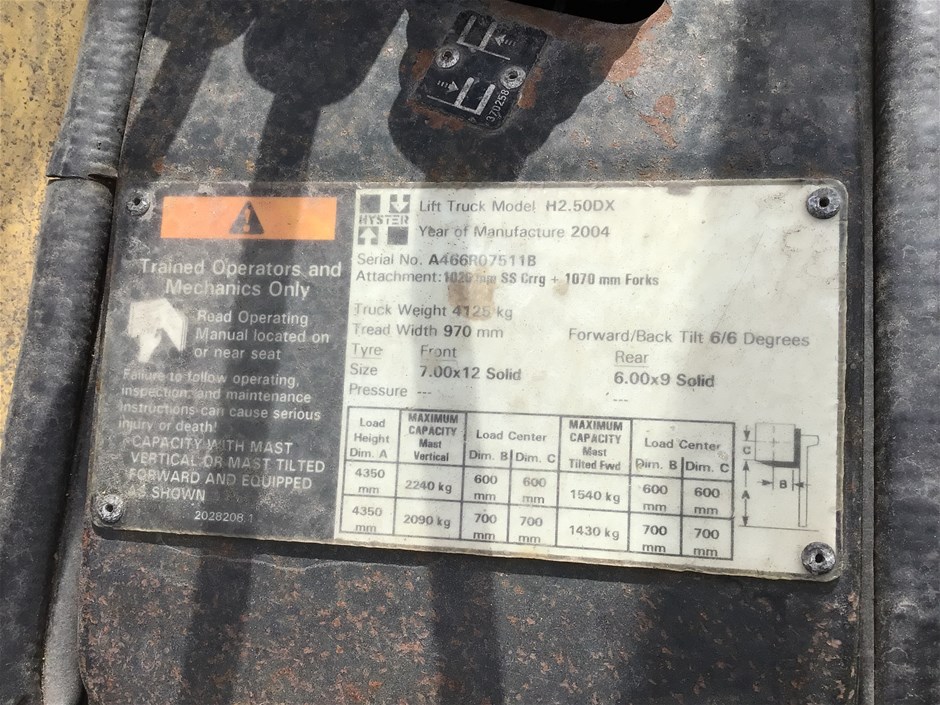 370258
HYSTER
Lift Truck Model H2.50DX
Year of Manufacture 2004
Serial No. A466R07511B
Attachment: 1020 mm SS Crrg + 1070 mm Forks
Truck Weight 4125 kg
Tread Width 970 mm
Forward/Back Tilt 6/6 Degrees
Tyre Front Rear
Size 7.00x12 Solid 6.00x9 Solid
Pressure --- ---
Trained Operators and
Mechanics Only
Read Operating
Manual located on
or near seat
Failure to follow operating,
inspection, and maintenance
instructions can cause serious
injury or death!
CAPACITY WITH MAST
VERTICAL OR MAST TILTED
FORWARD AND EQUIPPED
AS SHOWN
2028208 1
Load Height Dim. A MAXIMUM CAPACITY Mast Vertical Load Center Dim. B Dim. C MAXIMUM CAPACITY Mast Tilted Fwd Load Center Dim. B Dim. C
4350 mm 2240 kg 600 mm 600 mm 1540 kg 600 mm 600 mm
4350 mm 2090 kg 700 mm 700 mm 1430 kg 700 mm 700 mm
C
B
A